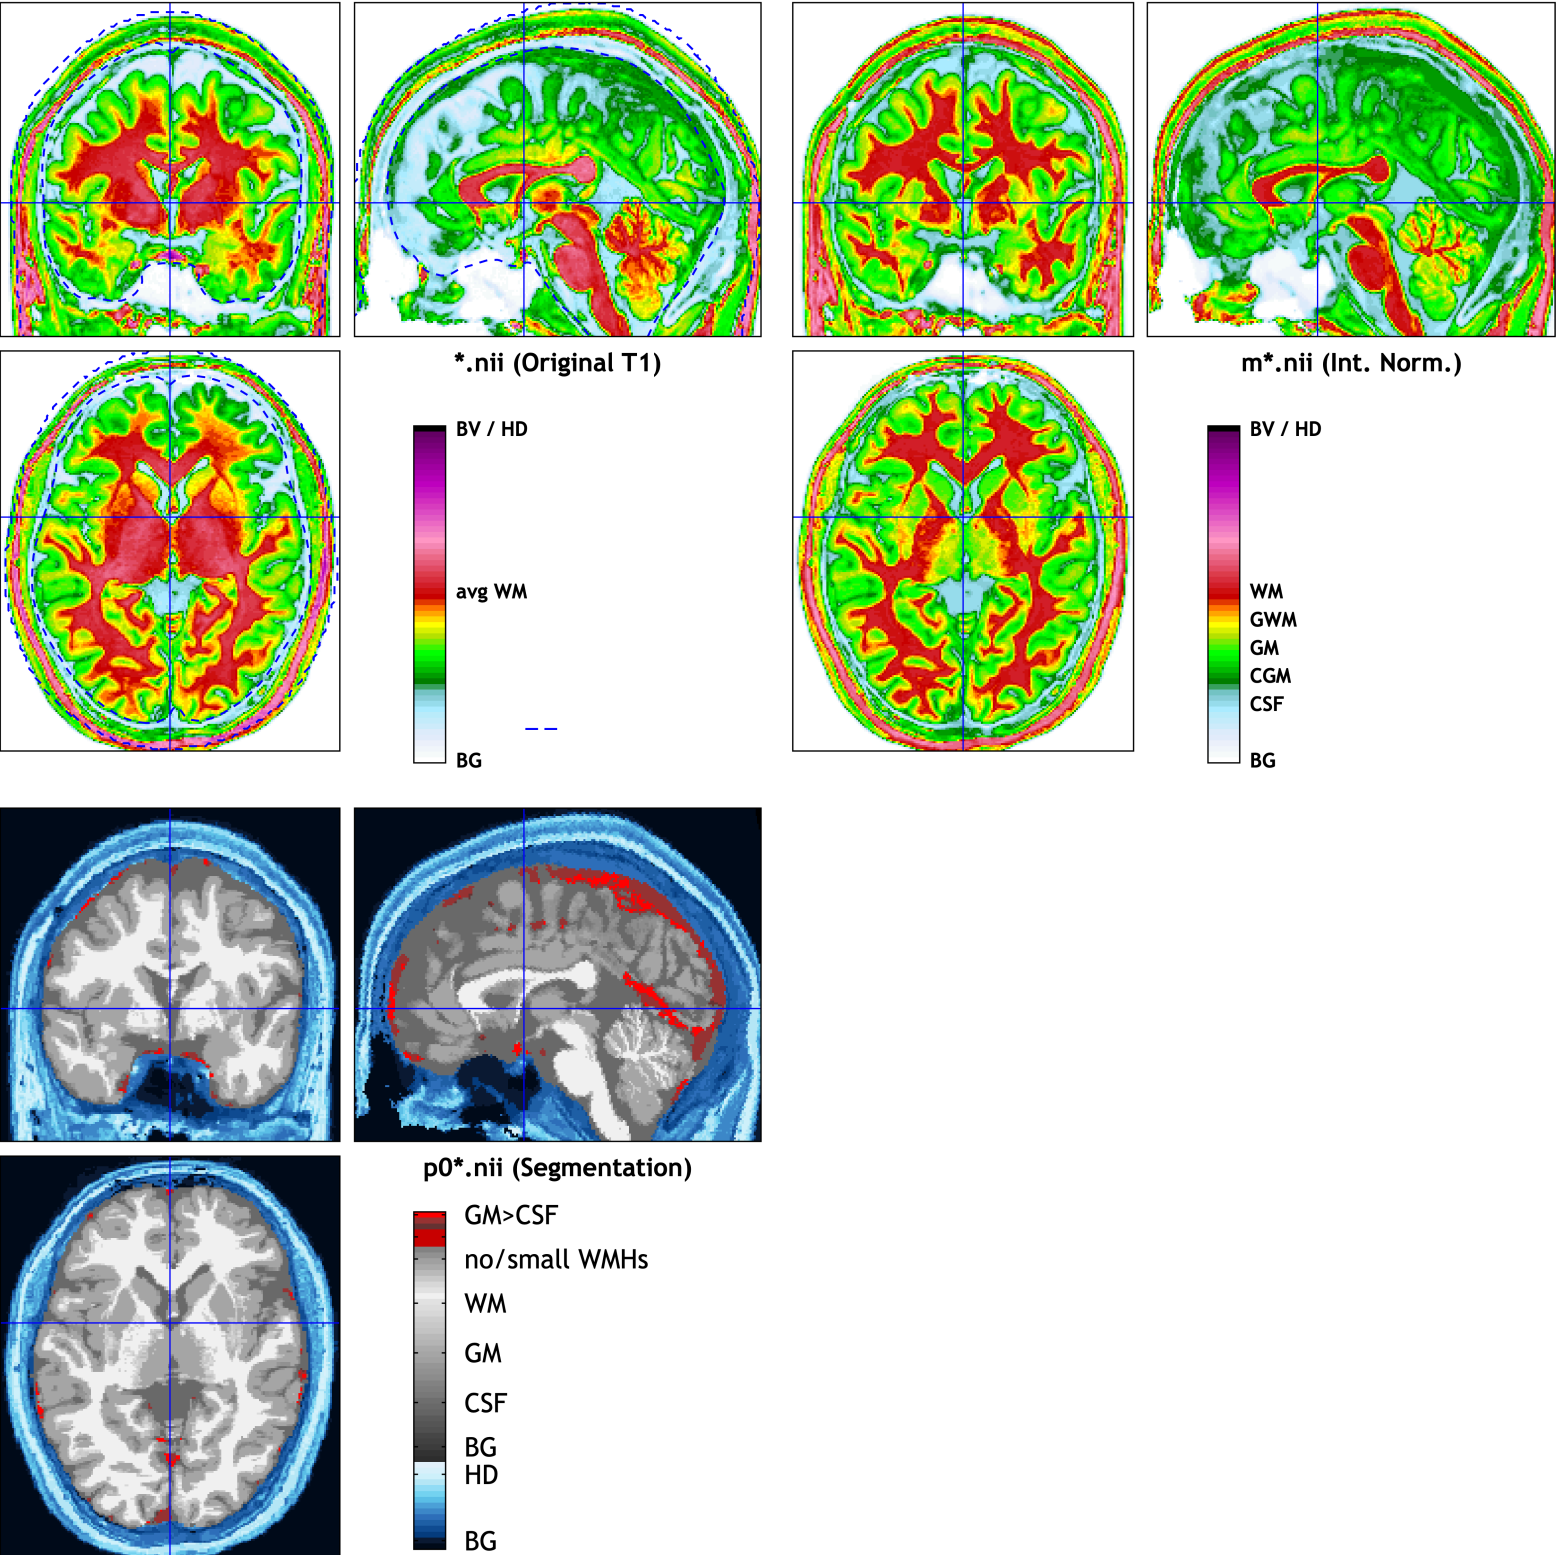 *.nii (Original T1)
BV / HD
avg WM
BG
m*.nii (Int. Norm.)
BV / HD
WM
GWM
GM
CGM
CSF
BG
p0*.nii (Segmentation)
GM>CSF
no/small WMHs
WM
GM
CSF
BG
HD
BG